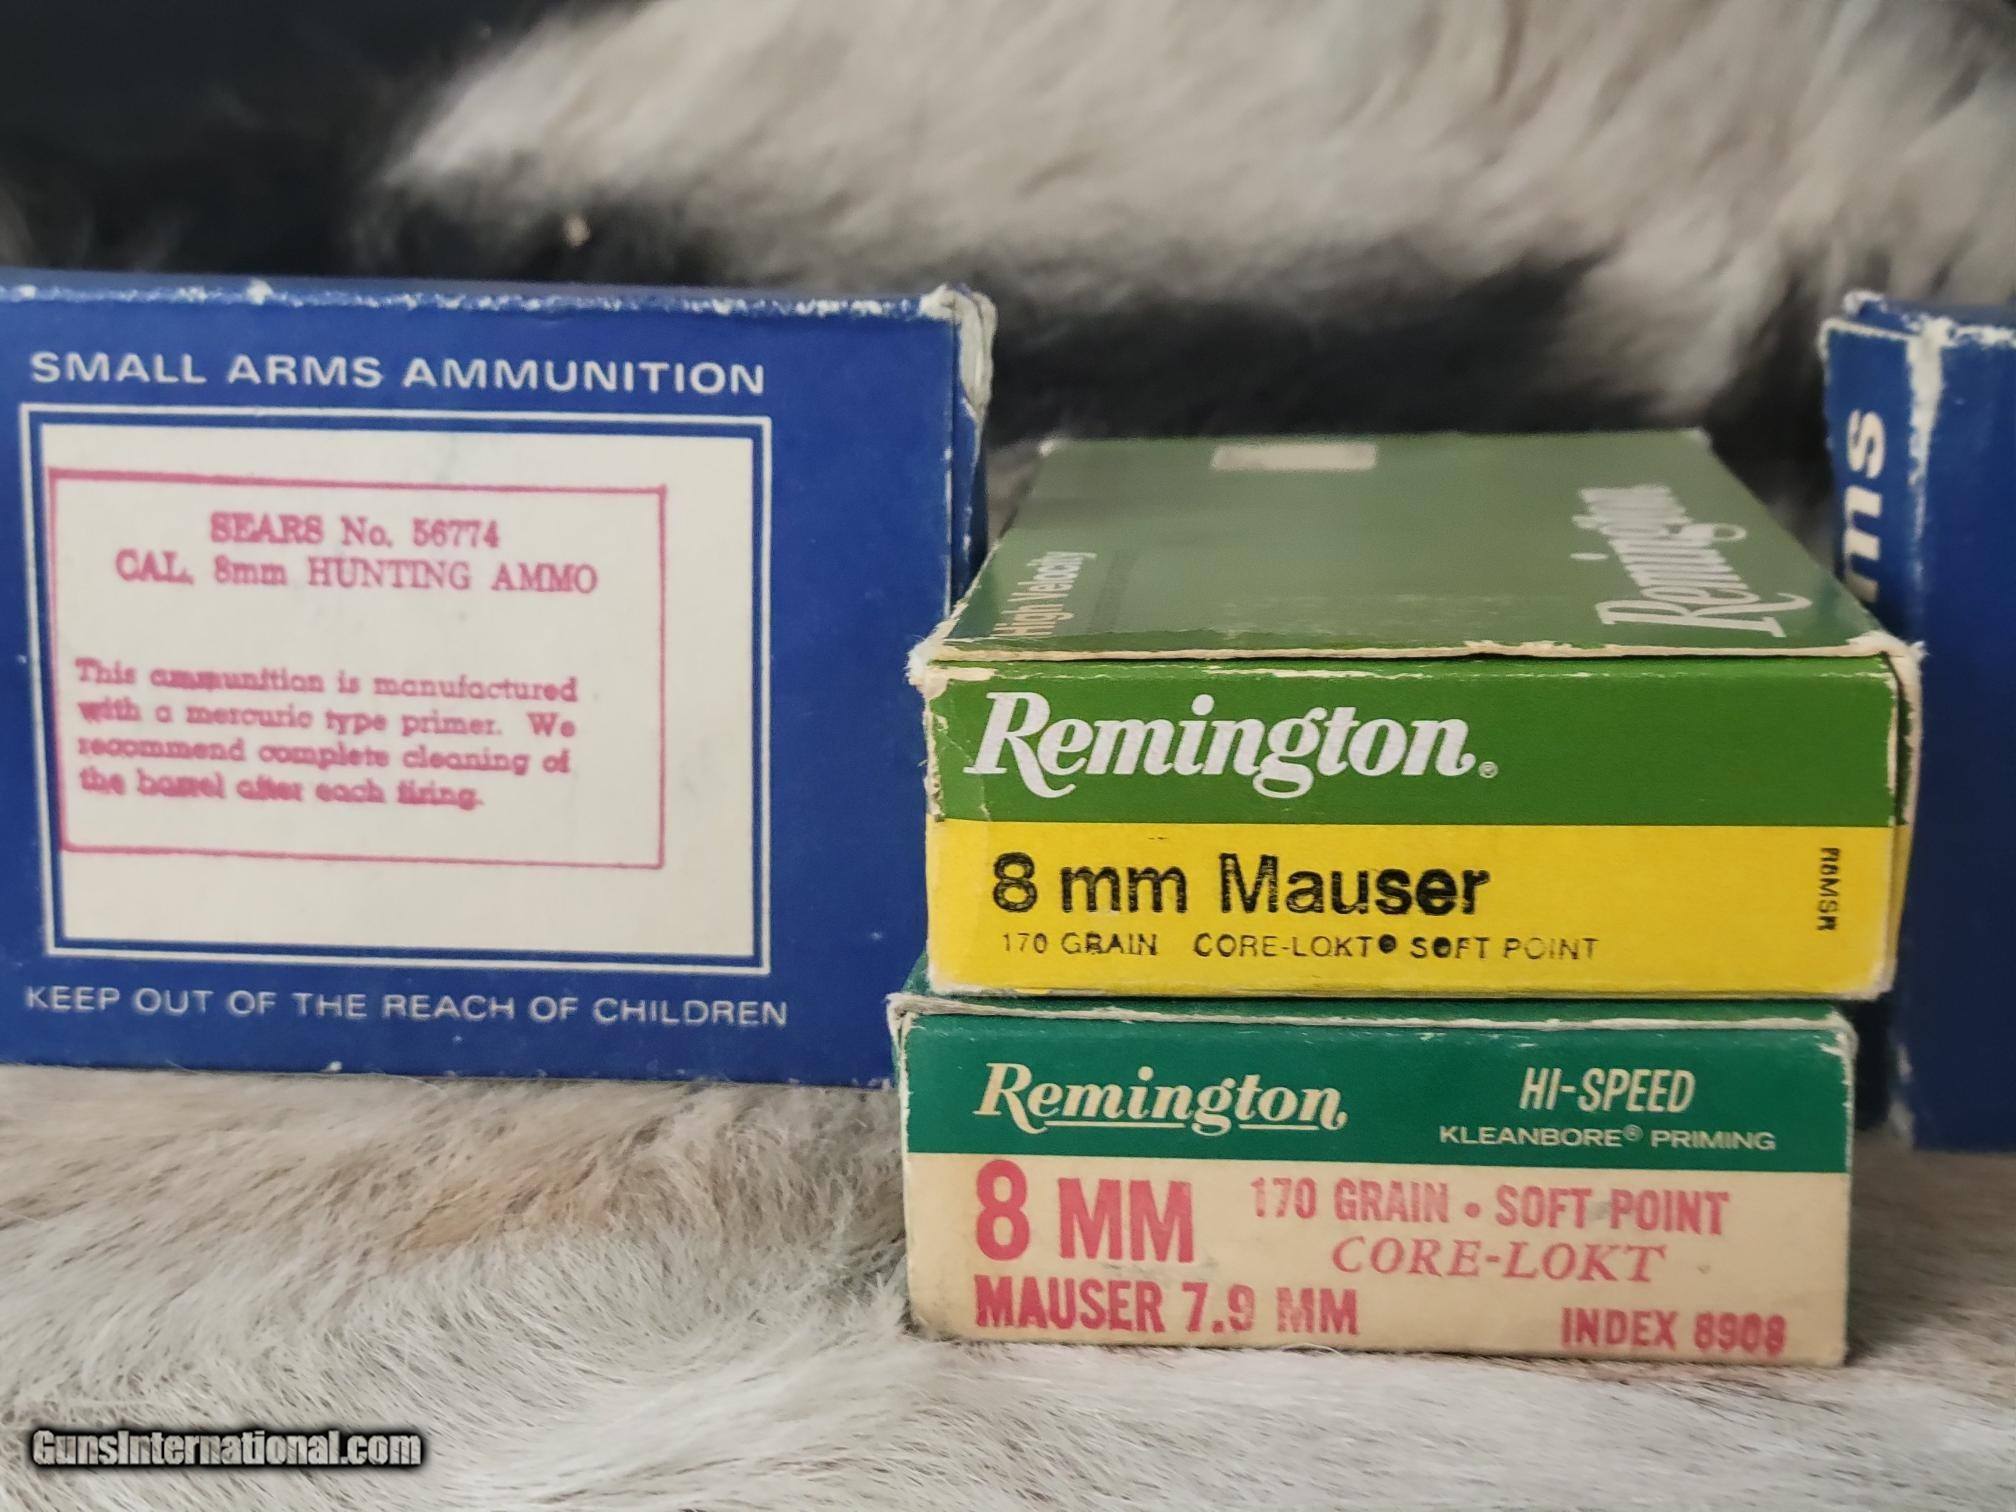 SMALL ARMS AMMUNITION
SEARS No. 56774
CAL. 8mm HUNTING AMMO
This ammunition is manufactured
with a mercuric type primer. We
recommend complete cleaning of
the barrel after each firing.
KEEP OUT OF THE REACH OF CHILDREN
High Velocity
Remington
Remington®
8 mm Mauser
170 GRAIN CORE-LOKT® SOFT POINT
R8MSR
Remington
HI-SPEED
KLEANBORE® PRIMING
8 MM
170 GRAIN • SOFT POINT
CORE-LOKT
MAUSER 7.9 MM
INDEX 8908
ms
GunsInternational.com